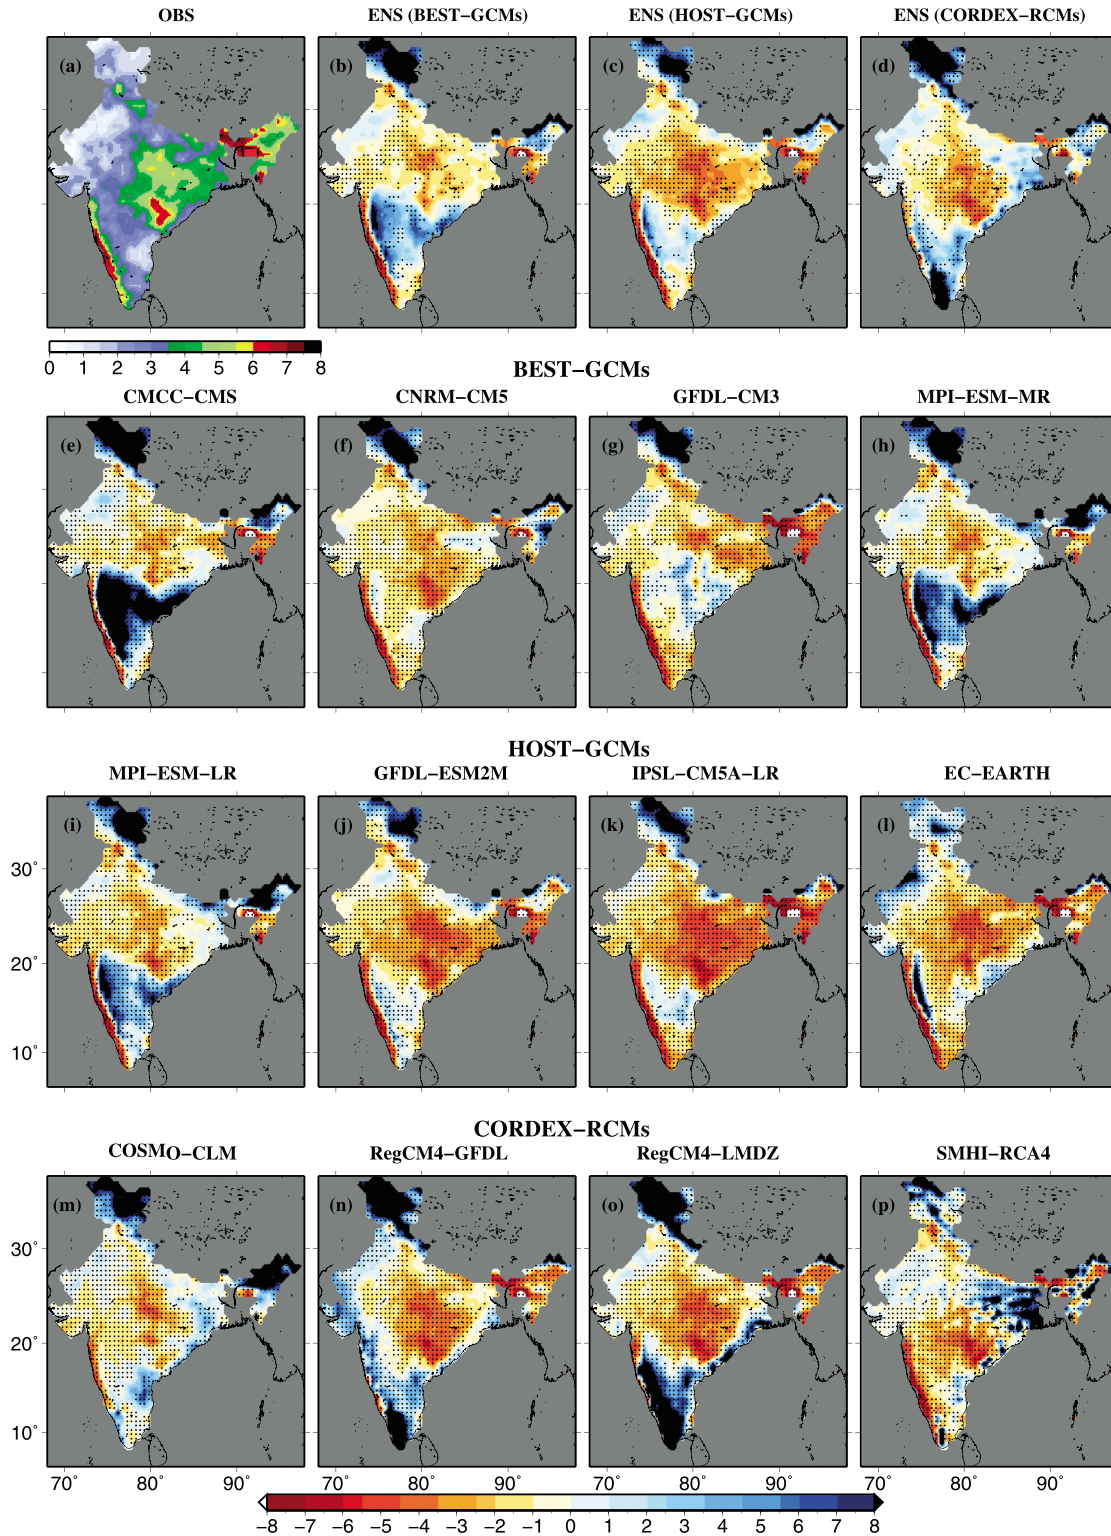 OBS ENS (BEST-GCMs) ENS (HOST-GCMs) ENS (CORDEX-RCMs)
(a) (b) (c) (d)
0 1 2 3 4 5 6 7 8
BEST-GCMs
CMCC-CMS CNRM-CM5 GFDL-CM3 MPI-ESM-MR
(e) (f) (g) (h)
HOST-GCMs
MPI-ESM-LR GFDL-ESM2M IPSL-CM5A-LR EC-EARTH
(i) (j) (k) (l)
30°
20°
10°
CORDEX-RCMs
COSMO-CLM RegCM4-GFDL RegCM4-LMDZ SMHI-RCA4
(m) (n) (o) (p)
30°
20°
10°
70° 80° 90° 70° 80° 90° 70° 80° 90° 70° 80° 90°
-8 -7 -6 -5 -4 -3 -2 -1 0 1 2 3 4 5 6 7 8